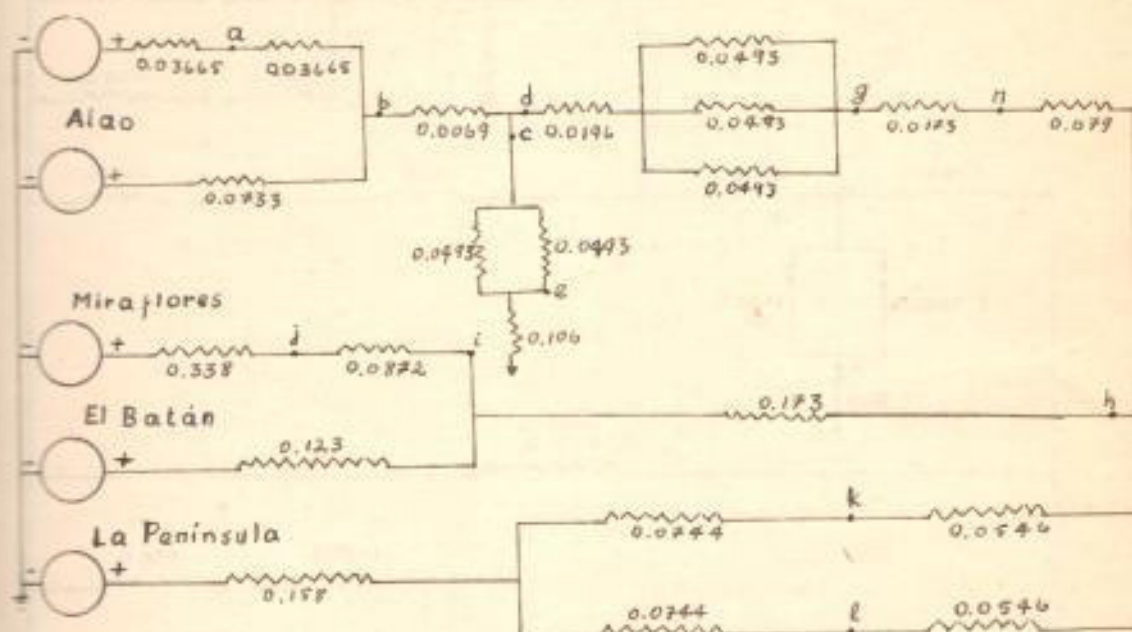 - + a
0.03665 0.03665
0.0493
Alao
b d g n
0.0069 0.0196 0.0493 0.0175 0.079
c
- +
0.0733 0.0493
0.0493 0.0493
e
Miraflores
0.106
- + j i
0.338 0.0872
0.173 h
El Batán
0.123
- +
k
La Península
0.0744 0.0546
- +
0.158
0.0744 l 0.0546